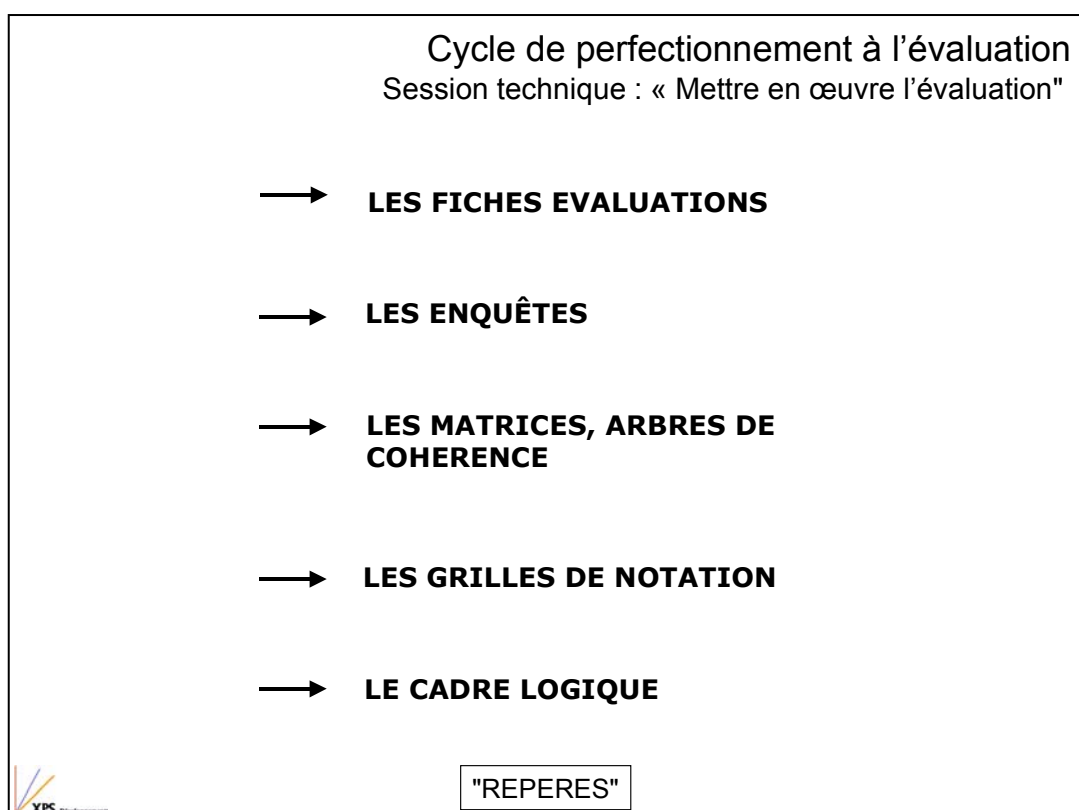 Cycle de perfectionnement à l’évaluation
Session technique : « Mettre en œuvre l’évaluation"
LES FICHES EVALUATIONS
LES ENQUÊTES
LES MATRICES, ARBRES DE
COHERENCE
LES GRILLES DE NOTATION
LE CADRE LOGIQUE
"REPERES"
XPS